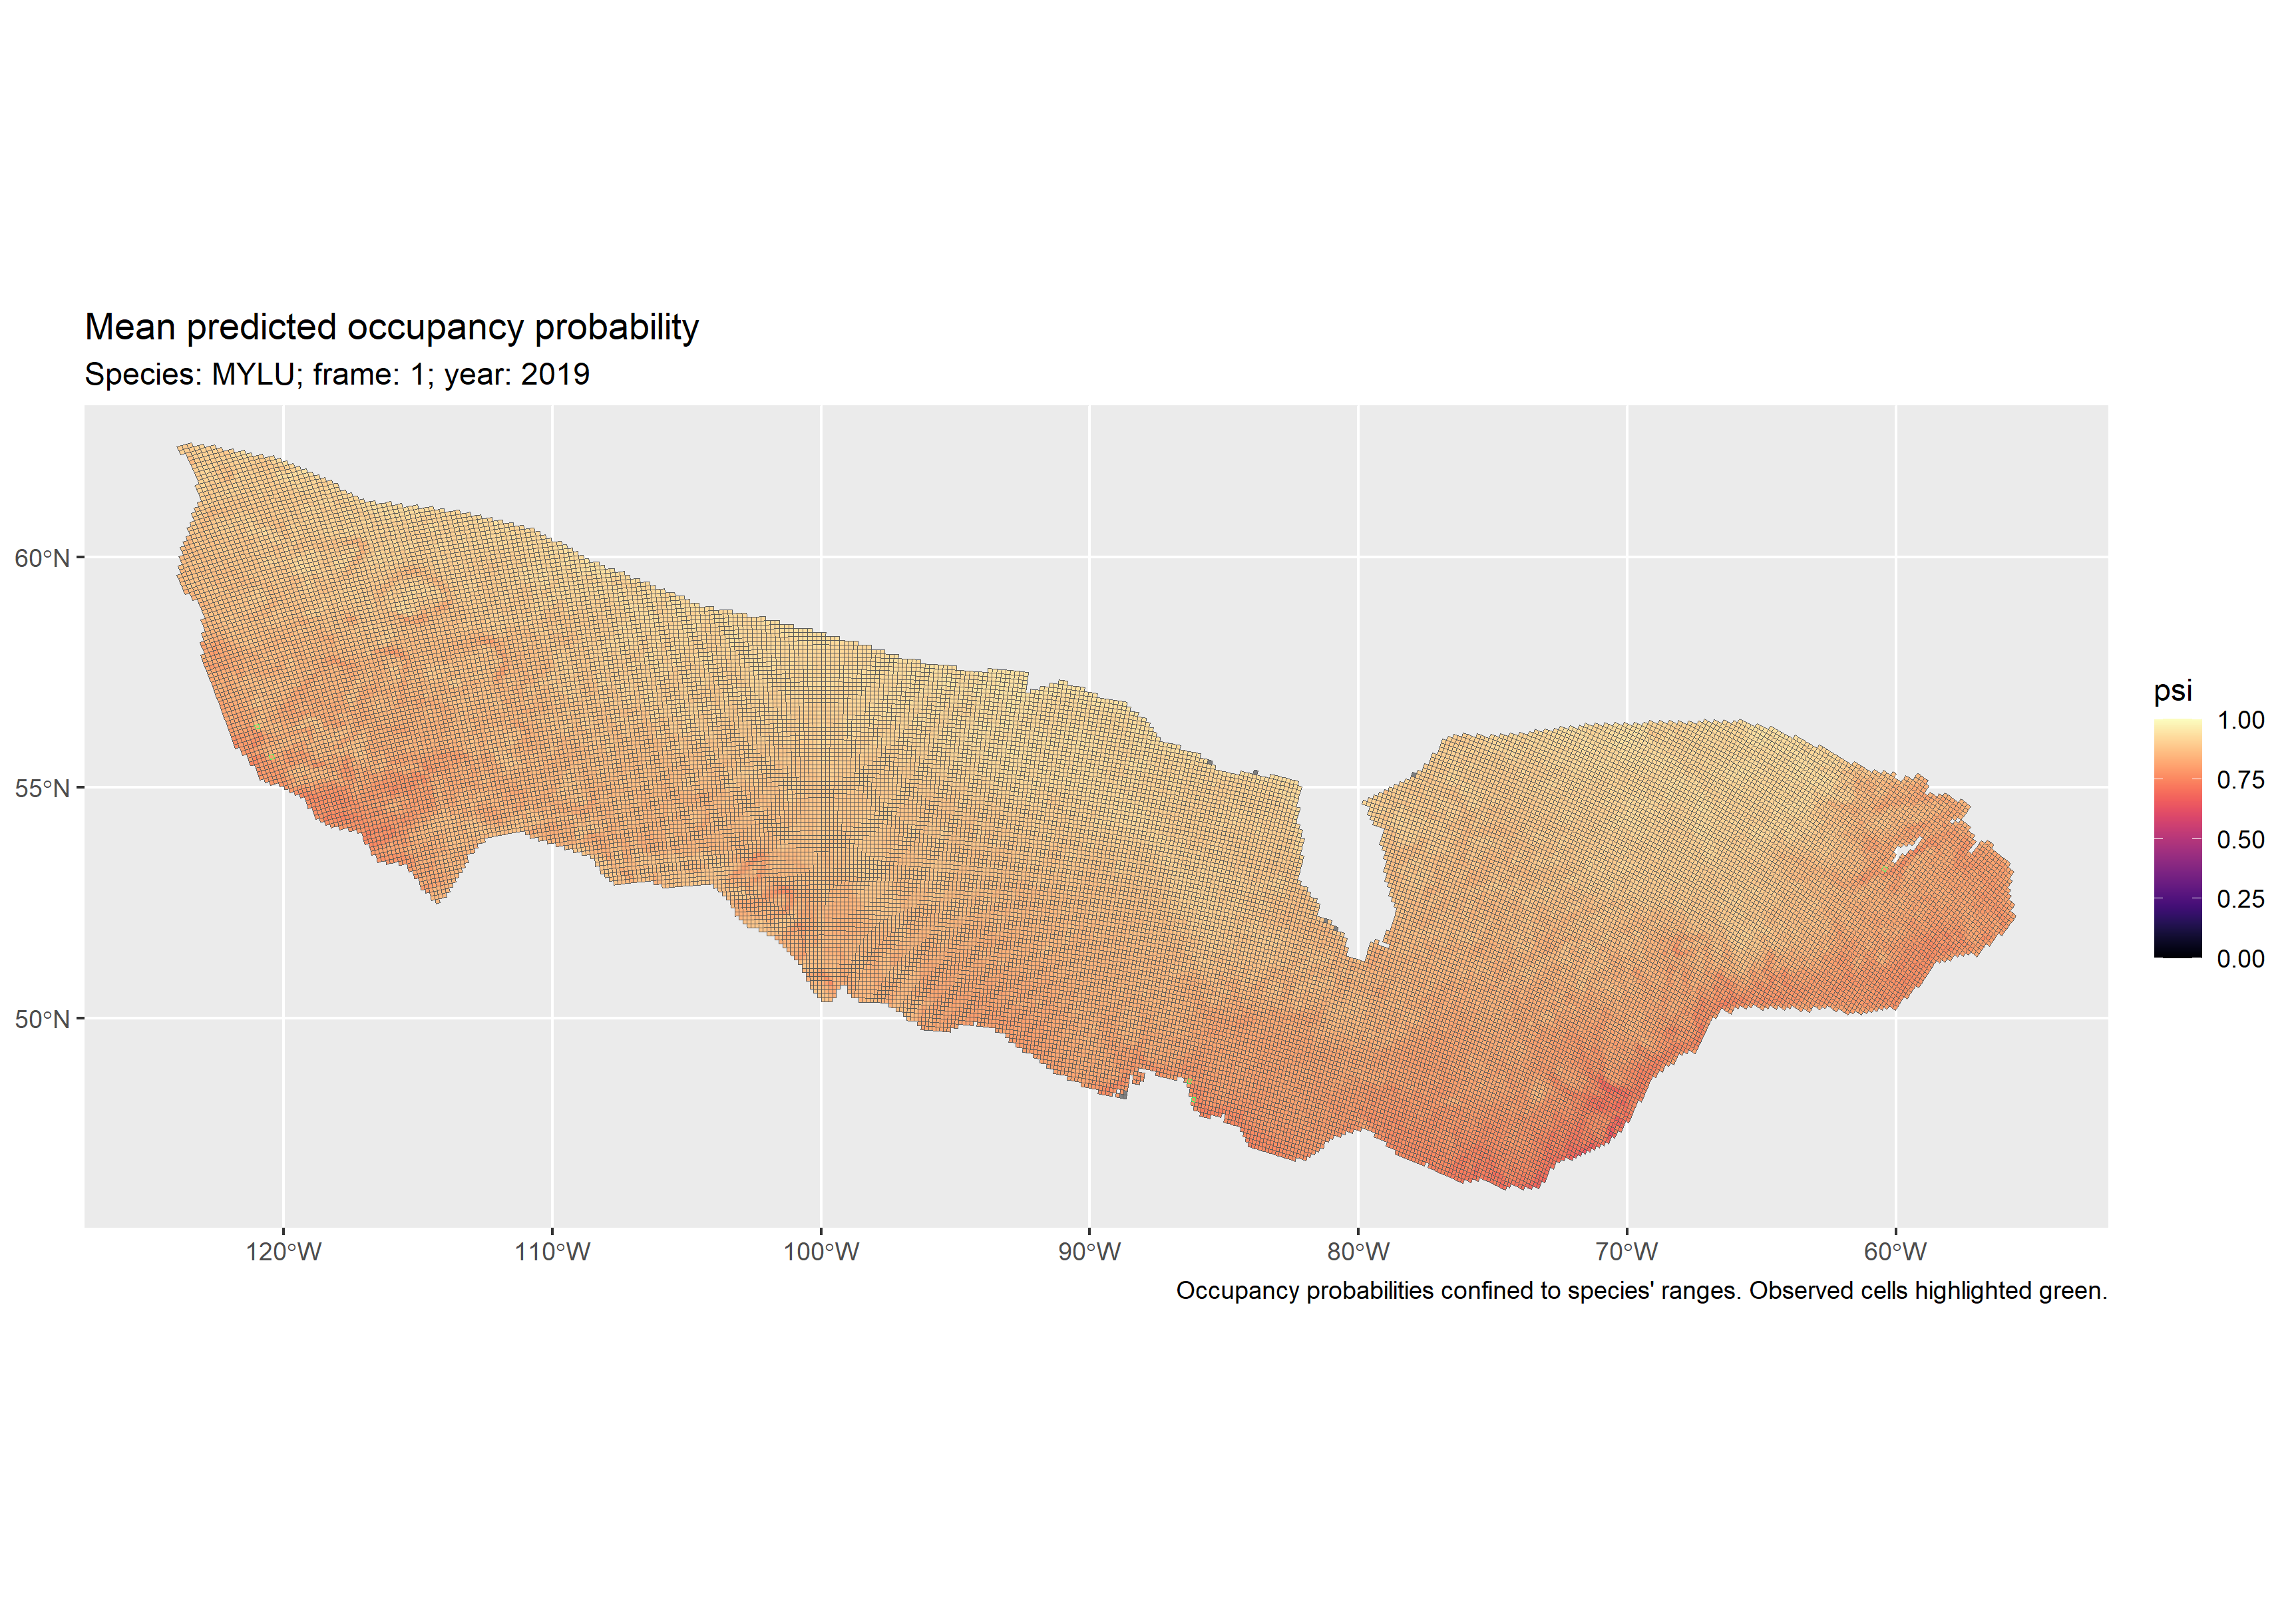 Mean predicted occupancy probability
Species: MYLU; frame: 1; year: 2019
60°N
55°N
50°N
120°W
110°W
100°W
90°W
80°W
70°W
60°W
psi
1.00
0.75
0.50
0.25
0.00
Occupancy probabilities confined to species' ranges. Observed cells highlighted green.